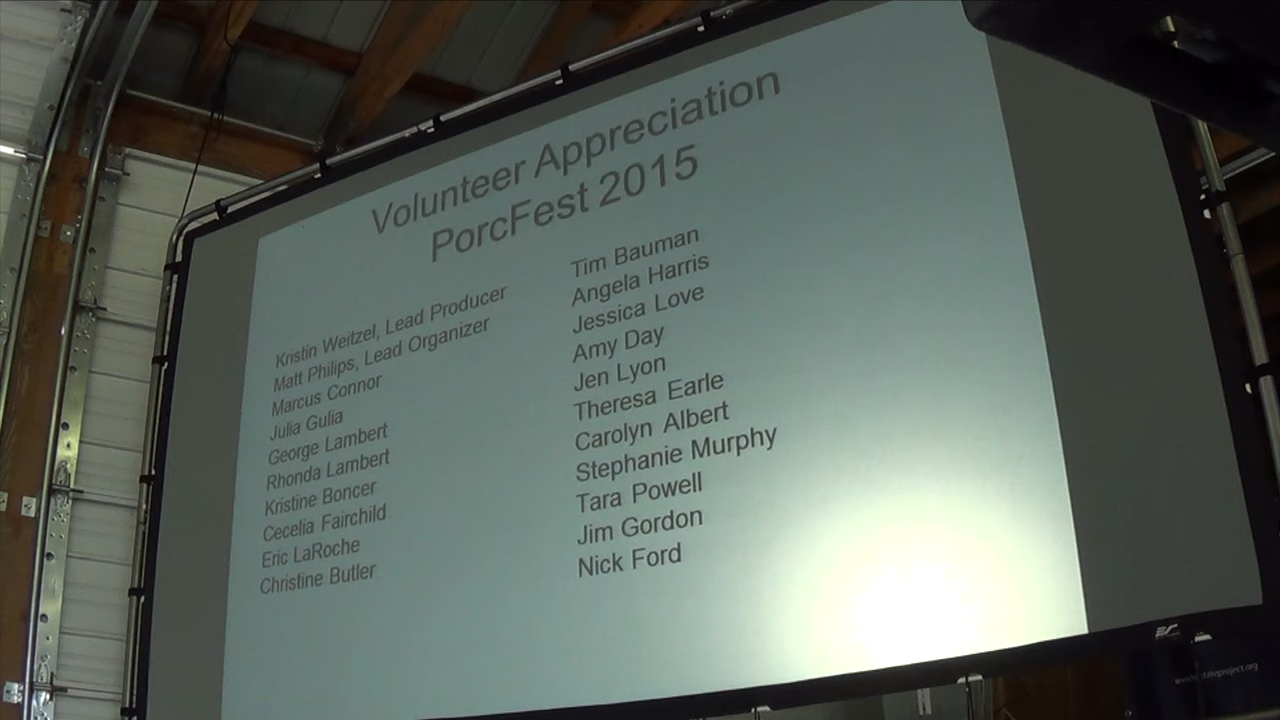 Volunteer Appreciation
PorcFest 2015
Kristin Weitzel, Lead Producer
Matt Philips, Lead Organizer
Marcus Connor
Julia Gulia
George Lambert
Rhonda Lambert
Kristine Boncer
Cecelia Fairchild
Eric LaRoche
Christine Butler
Tim Bauman
Angela Harris
Jessica Love
Amy Day
Jen Lyon
Theresa Earle
Carolyn Albert
Stephanie Murphy
Tara Powell
Jim Gordon
Nick Ford